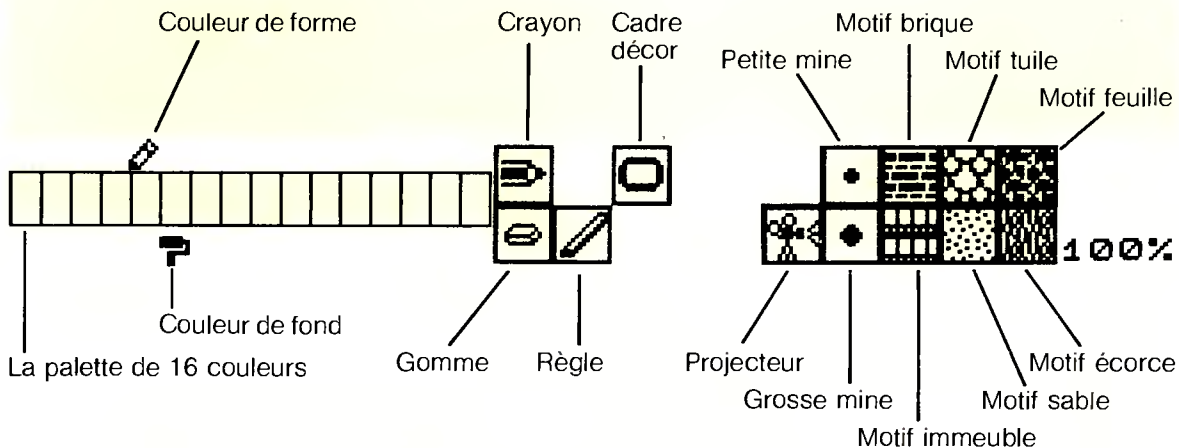 Couleur de forme
Crayon
Cadre
décor
Motif brique
Petite mine
Motif tuile
Motif feuille
100%
Couleur de fond
La palette de 16 couleurs
Gomme
Règle
Projecteur
Grosse mine
Motif immeuble
Motif sable
Motif écorce